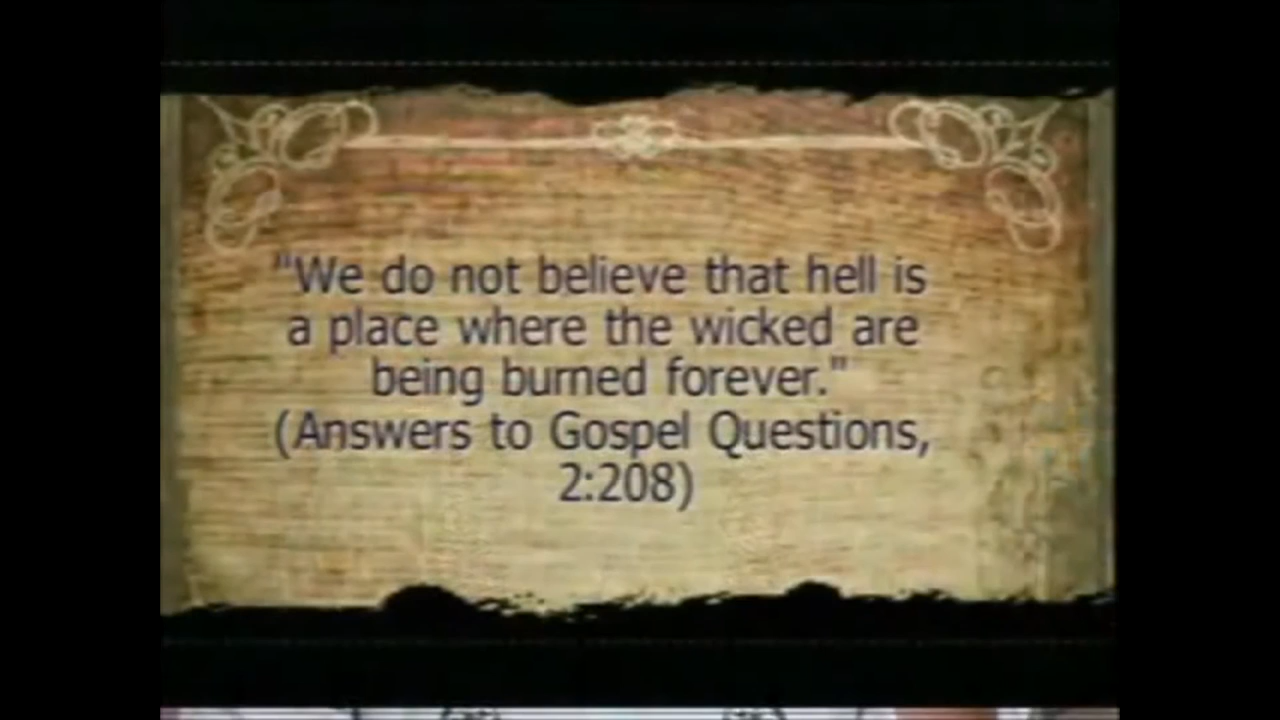 "We do not believe that hell is
a place where the wicked are
being burned forever."
(Answers to Gospel Questions,
2:208)